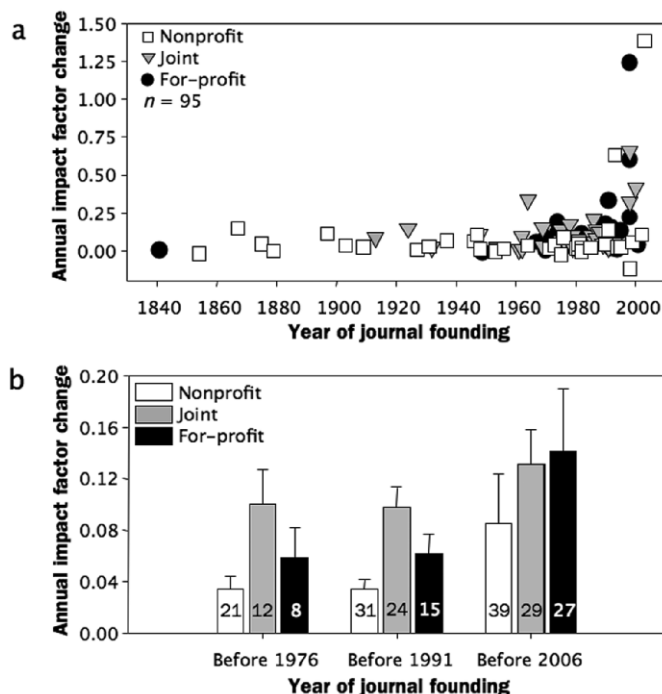 a
Annual impact factor change
1.50
1.25
1.00
0.75
0.50
0.25
0.00
Nonprofit
Joint
For-profit
n = 95
1840 1860 1880 1900 1920 1940 1960 1980 2000
Year of journal founding
b
Annual impact factor change
0.20
0.16
0.12
0.08
0.04
0.00
Nonprofit
Joint
For-profit
21 12 8 31 24 15 39 29 27
Before 1976 Before 1991 Before 2006
Year of journal founding